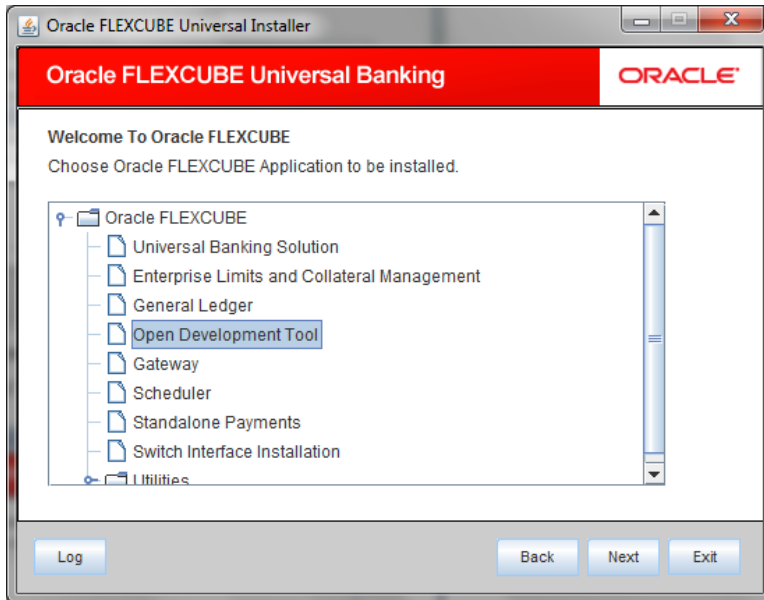 Oracle FLEXCUBE Universal Installer
Oracle FLEXCUBE Universal Banking
ORACLE
Welcome To Oracle FLEXCUBE
Choose Oracle FLEXCUBE Application to be installed.
Oracle FLEXCUBE
Universal Banking Solution
Enterprise Limits and Collateral Management
General Ledger
Open Development Tool
Gateway
Scheduler
Standalone Payments
Switch Interface Installation
Utilities
Log
Back
Next
Exit